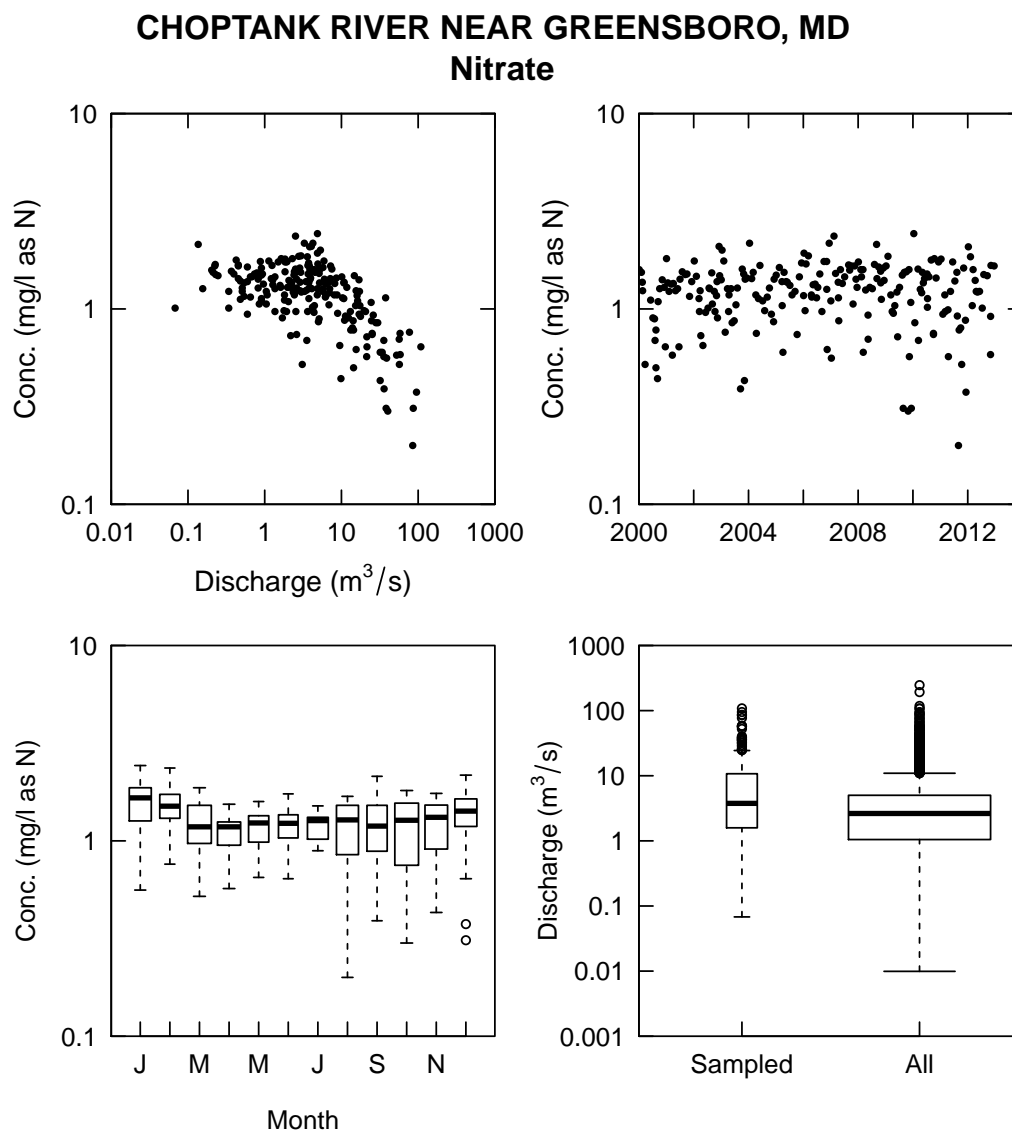 CHOPTANK RIVER NEAR GREENSBORO, MD
Nitrate
10
1
0.1
Conc. (mg/l as N)
0.01 0.1 1 10 100 1000
Discharge (m³/s)
10
1
0.1
Conc. (mg/l as N)
2000 2004 2008 2012
10
1
0.1
Conc. (mg/l as N)
J M M J S N
Month
1000
100
10
1
0.1
0.01
0.001
Discharge (m³/s)
Sampled All